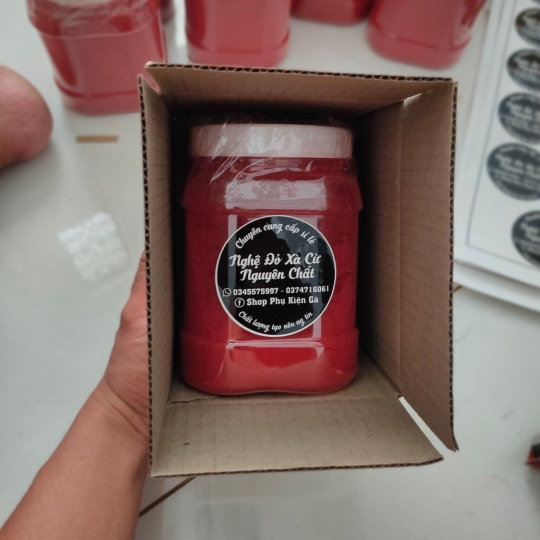 Chuyên cung cấp sỉ lẻ
Nghệ Đỏ Xà Cừ
Nguyên Chất
0345575997 - 0374716061
Shop Phụ Kiện Gà
Chất lượng tạo nên uy tín